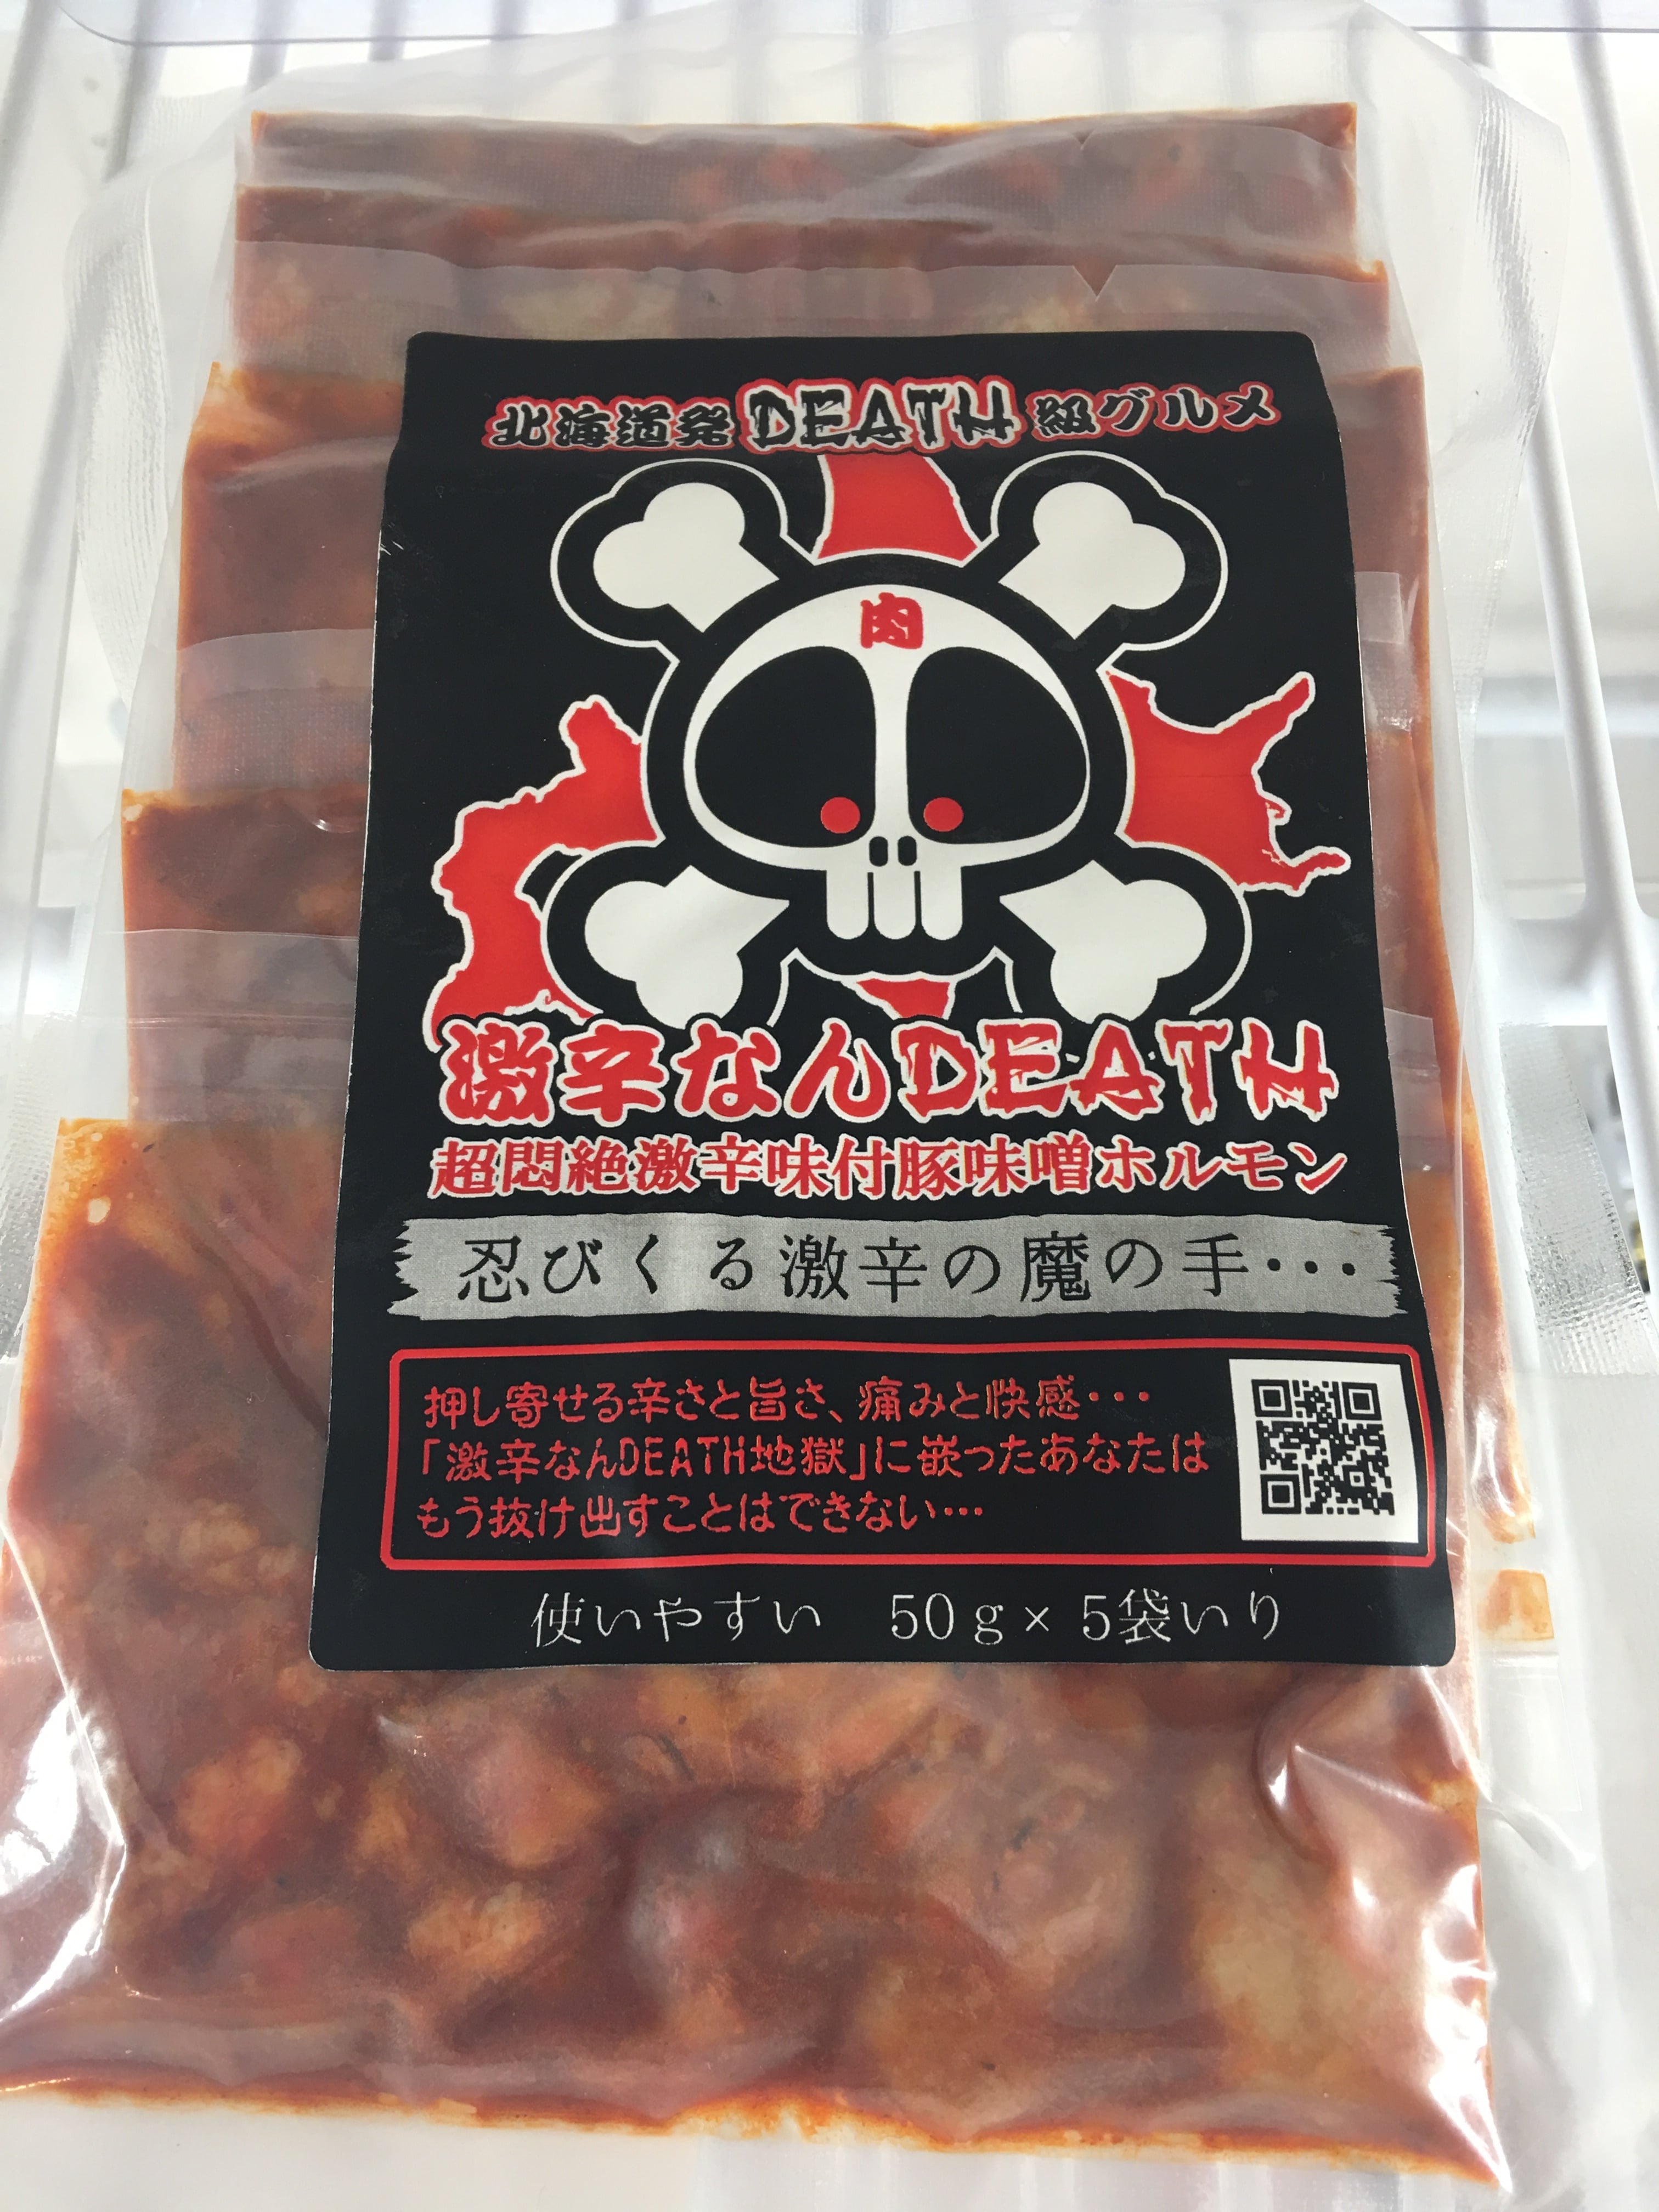 北海道発DEATH級グルメ
肉
激辛なんDEATH
超悶絶激辛味付豚味噌ホルモン
忍びくる激辛の魔の手・・・
押し寄せる辛さと旨さ、痛みと快感・・・
「激辛なんDEATH地獄」に嵌ったあなたは
もう抜け出すことはできない・・・
使いやすい　50ｇ×5袋いり